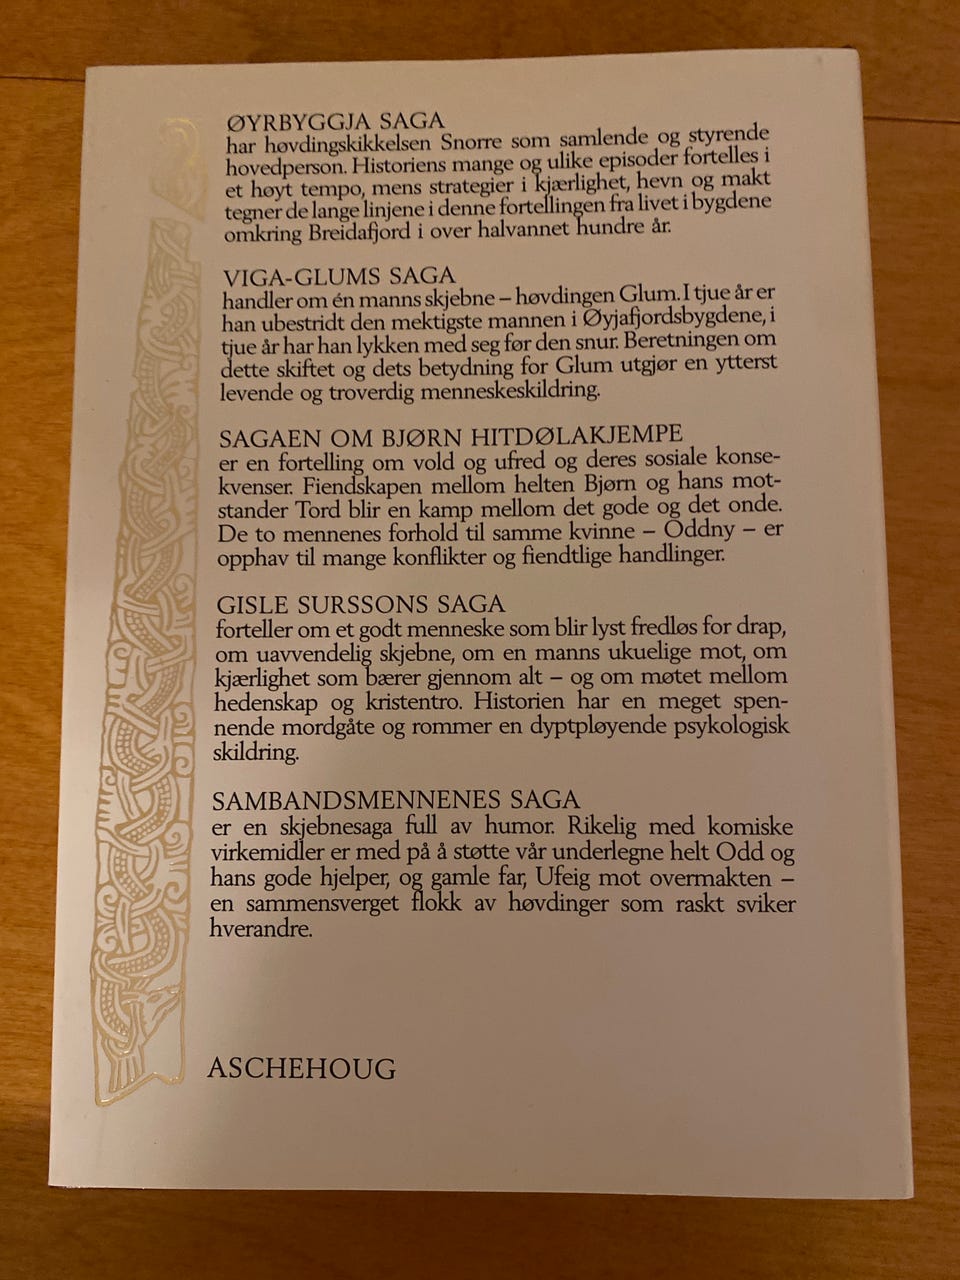 ØYRBYGGJA SAGA
har høvdingskikkelsen Snorre som samlende og styrende
hovedperson. Historiens mange og ulike episoder fortelles i
et høyt tempo, mens strategier i kjærlighet, hevn og makt
tegner de lange linjene i denne fortellingen fra livet i bygdene
omkring Breidafjord i over halvannet hundre år.
VIGA-GLUMS SAGA
handler om én manns skjebne – høvdingen Glum. I tjue år er
han ubestridt den mektigste mannen i Øyjafjordsbygdene, i
tjue år har han lykken med seg før den snur. Beretningen om
dette skiftet og dets betydning for Glum utgjør en ytterst
levende og troverdig menneskeskildring.
SAGAEN OM BJØRN HITDØLAKJEMPE
er en fortelling om vold og ufred og deres sosiale konse-
kvenser. Fiendskapen mellom helten Bjørn og hans mot-
stander Tord blir en kamp mellom det gode og det onde.
De to mennenes forhold til samme kvinne – Oddny – er
opphav til mange konflikter og fiendtlige handlinger.
GISLE SURSSONS SAGA
forteller om et godt menneske som blir lyst fredløs for drap,
om uavvendelig skjebne, om en manns ukuelige mot, om
kjærlighet som bærer gjennom alt – og om møtet mellom
hedenskap og kristentro. Historien har en meget spen-
nende mordgåte og rommer en dyptpløyende psykologisk
skildring.
SAMBANDSMENNENES SAGA
er en skjebnesaga full av humor. Rikelig med komiske
virkemidler er med på å støtte vår underlegne helt Odd og
hans gode hjelper, og gamle far, Ufeig mot overmakten –
en sammensverget flokk av høvdinger som raskt sviker
hverandre.
ASCHEHOUG